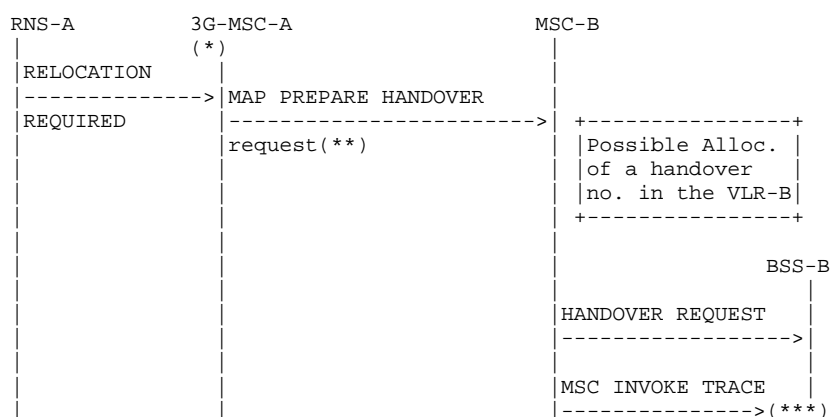 RNS-A 3G-MSC-A MSC-B
(*)
RELOCATION
MAP PREPARE HANDOVER
REQUIRED
request(**)
Possible Alloc.
of a handover
no. in the VLR-B
BSS-B
HANDOVER REQUEST
MSC INVOKE TRACE
(***)